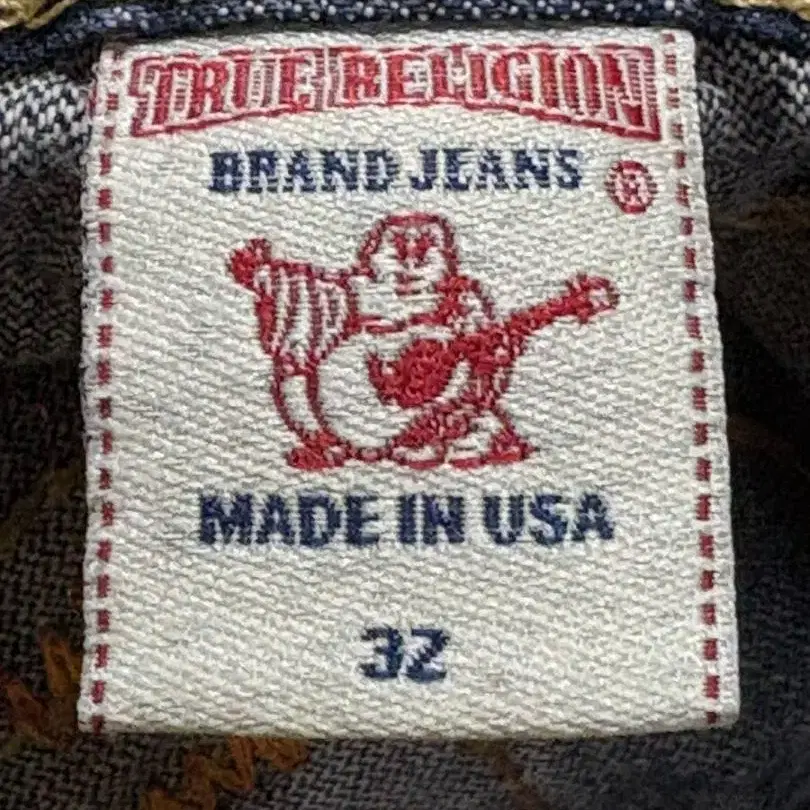 TRUE RELIGION
BRAND JEANS ®
MADE IN USA
32